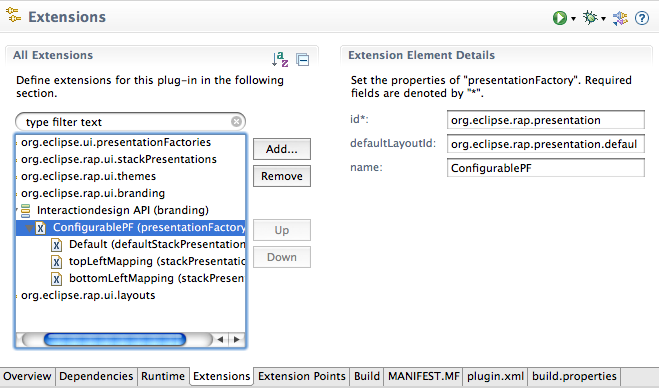 Extensions
All Extensions
Define extensions for this plug-in in the following
section.
type filter text
org.eclipse.ui.presentationFactories
org.eclipse.rap.ui.stackPresentations
org.eclipse.rap.ui.themes
org.eclipse.rap.ui.branding
Interactiondesign API (branding)
ConfigurablePF (presentationFactory
Default (defaultStackPresentation
topLeftMapping (stackPresentatio
bottomLeftMapping (stackPresent
org.eclipse.rap.ui.layouts
Add...
Remove
Up
Down
Extension Element Details
Set the properties of "presentationFactory". Required
fields are denoted by "*".
id*: org.eclipse.rap.presentation
defaultLayoutId: org.eclipse.rap.presentation.defaul
name: ConfigurablePF
Overview Dependencies Runtime Extensions Extension Points Build MANIFEST.MF plugin.xml build.properties